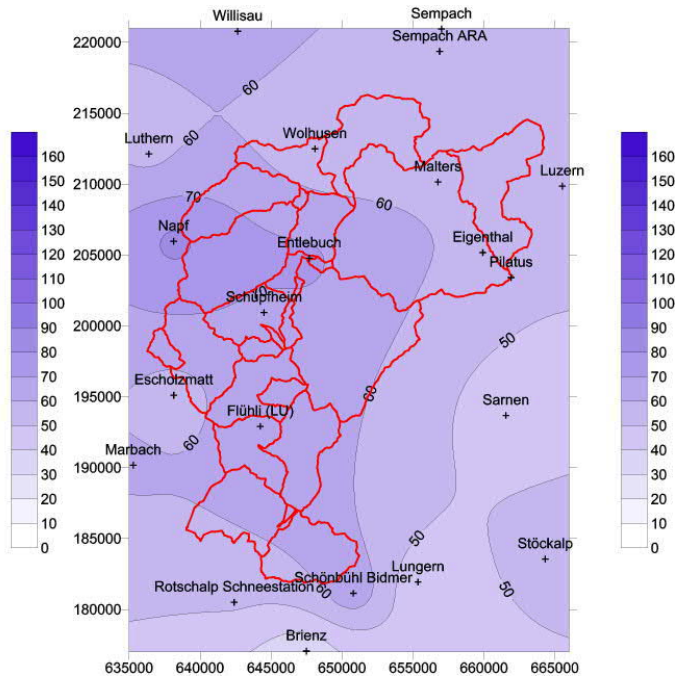 Willisau
Sempach
220000
Sempach ARA
60
215000
60
Wolhusen
Luthern
Malters
Luzern
210000
70
60
Napf
Entlebuch
Eigenthal
205000
Pilatus
70
Schüpfheim
200000
50
Escholzmatt
195000
60
Sarnen
Flühli (LU)
60
Marbach
190000
50
185000
Stöckalp
Lungern
Schönbühl Bidmer
50
Rotschalp Schneestation
60
180000
Brienz
635000 640000 645000 650000 655000 660000 665000
160
150
140
130
120
110
100
90
80
70
60
50
40
30
20
10
0
160
150
140
130
120
110
100
90
80
70
60
50
40
30
20
10
0